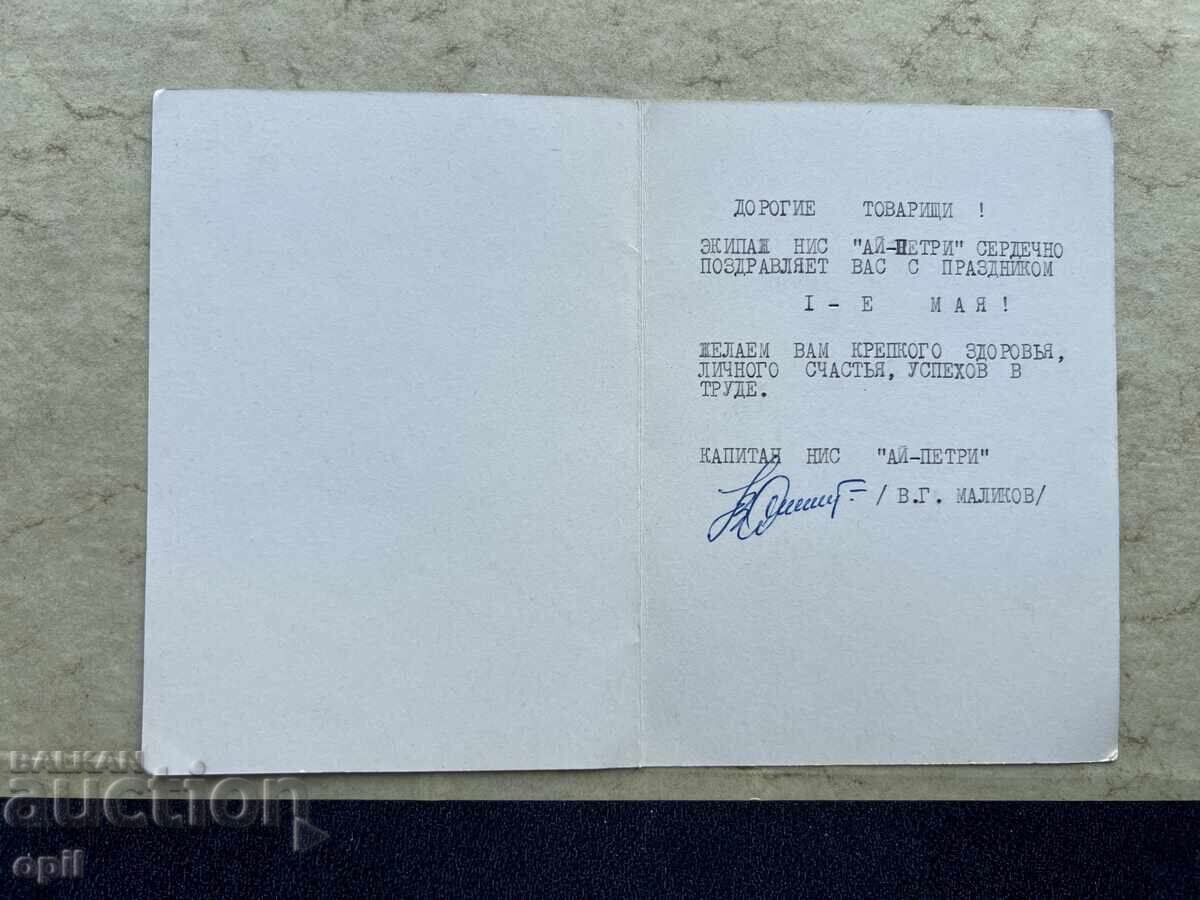 ДОРОГИЕ ТОВАРИЩИ !
ЭКИПАЖ НИС "АЙ-ПЕТРИ" СЕРДЕЧНО
ПОЗДРАВЛЯЕТ ВАС С ПРАЗДНИКОМ
I - Е МАЯ!
ЖЕЛАЕМ ВАМ КРЕПКОГО ЗДОРОВЬЯ,
ЛИЧНОГО СЧАСТЬЯ, УСПЕХОВ В
ТРУДЕ.
КАПИТАН НИС "АЙ-ПЕТРИ"
/ В.Г. МАЛИКОВ/
BALKAN
auction
opil